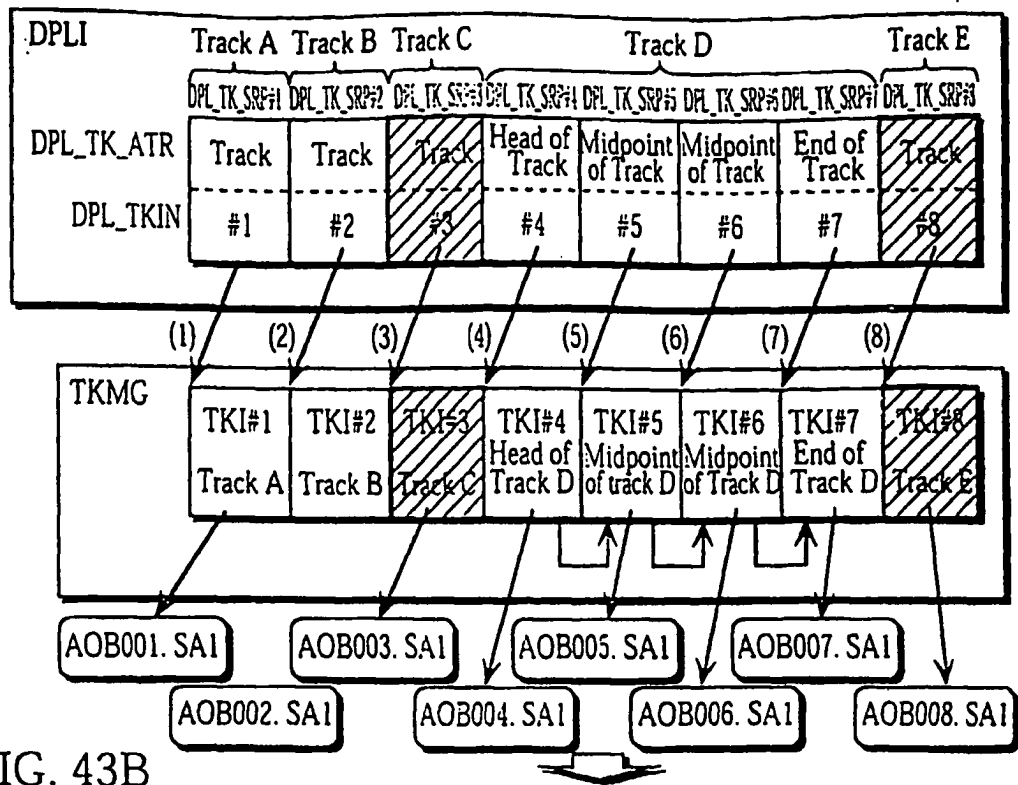 DPLI
Track A Track B Track C Track D Track E
DPL_TK_SRP#1 DPL_TK_SRP#2 DPL_TK_SRP#3 DPL_TK_SRP#4 DPL_TK_SRP#5 DPL_TK_SRP#6 DPL_TK_SRP#7 DPL_TK_SRP#8
DPL_TK_ATR
Track
Track
Track
Head of
Track
Midpoint
of Track
Midpoint
of Track
End of
Track
Track
DPL_TKIN
#1 #2 #3 #4 #5 #6 #7 #8
(1) (2) (3) (4) (5) (6) (7) (8)
TKMG
TKI#1
Track A
TKI#2
Track B
TKI#3
Track C
TKI#4
Head of
Track D
TKI#5
Midpoint
of track D
TKI#6
Midpoint
of Track D
TKI#7
End of
Track D
TKI#8
Track E
AOB001. SA1 AOB003. SA1 AOB005. SA1 AOB007. SA1
AOB002. SA1 AOB004. SA1 AOB006. SA1 AOB008. SA1
IG. 43B